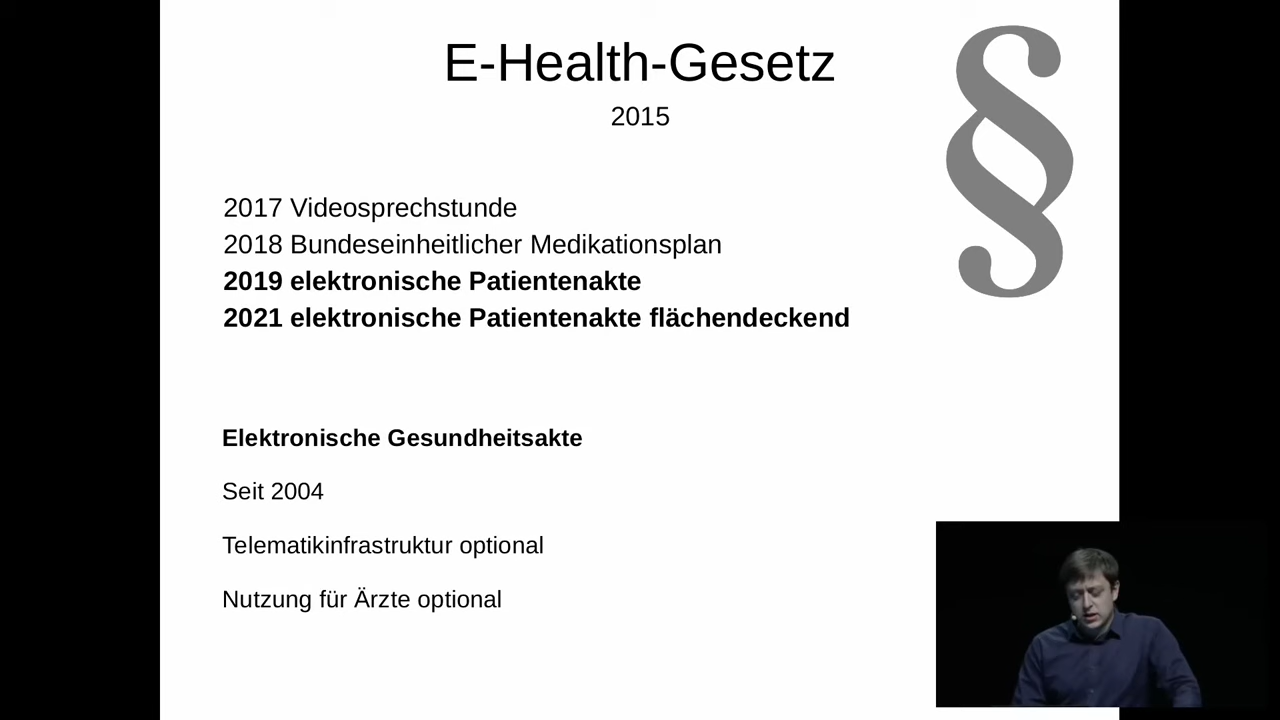 E-Health-Gesetz
§
2015
2017 Videosprechstunde
2018 Bundeseinheitlicher Medikationsplan
2019 elektronische Patientenakte
2021 elektronische Patientenakte flächendeckend
Elektronische Gesundheitsakte
Seit 2004
Telematikinfrastruktur optional
Nutzung für Ärzte optional